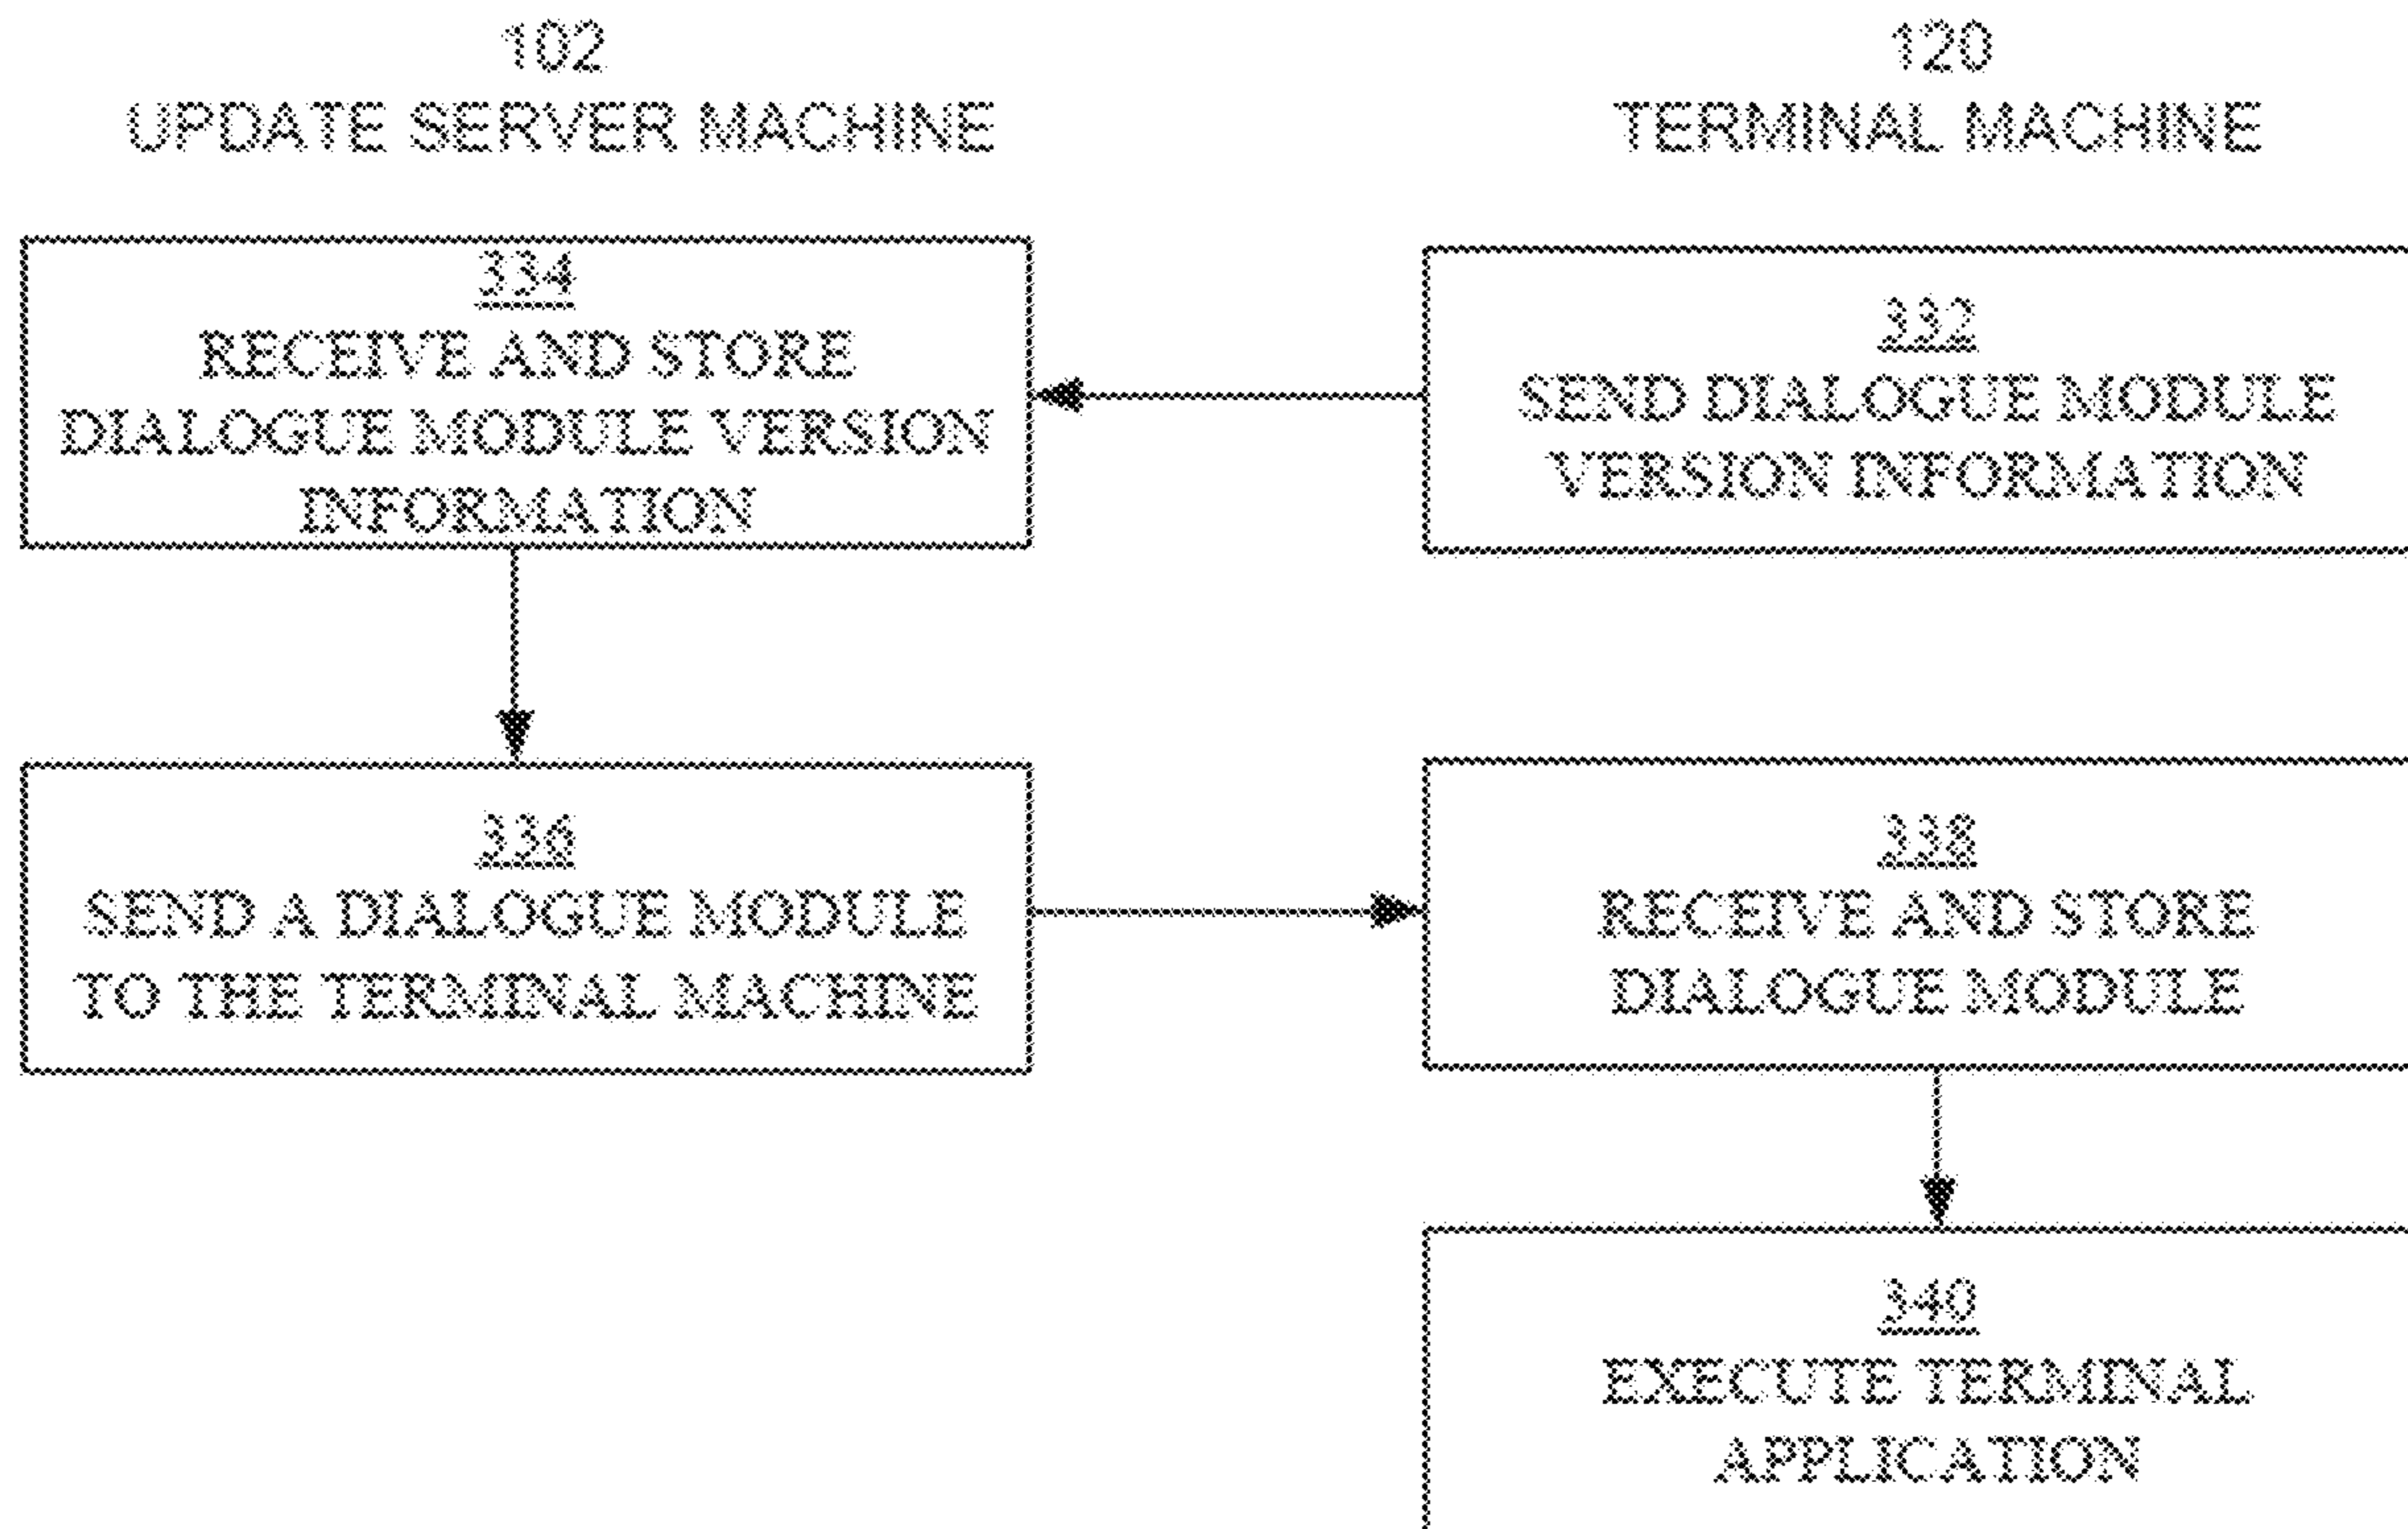 102
UPDATE SERVER MACHINE
120
TERMINAL MACHINE
334
RECEIVE AND STORE
DIALOGUE MODULE VERSION
INFORMATION
332
SEND DIALOGUE MODULE
VERSION INFORMATION
336
SEND A DIALOGUE MODULE
TO THE TERMINAL MACHINE
338
RECEIVE AND STORE
DIALOGUE MODULE
340
EXECUTE TERMINAL
APPLICATION